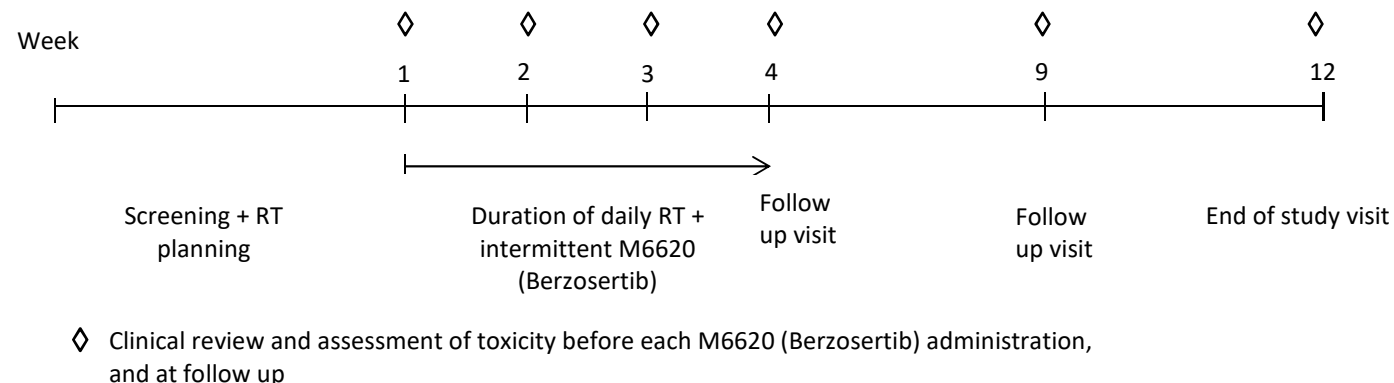 Week
1 2 3 4 9 12
Screening + RT
planning
Duration of daily RT +
intermittent M6620
(Berzosertib)
Follow
up visit
Follow
up visit
End of study visit
◊ Clinical review and assessment of toxicity before each M6620 (Berzosertib) administration,
and at follow up